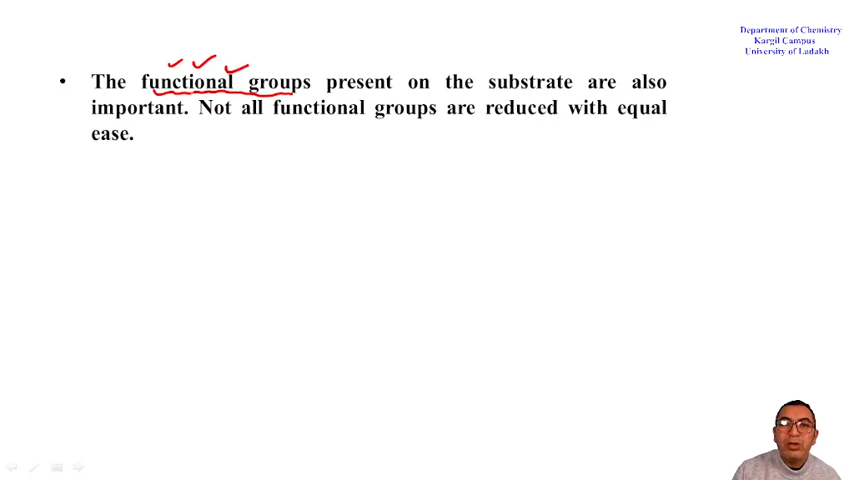 Department of Chemistry
Kargil Campus
University of Ladakh
• The functional groups present on the substrate are also
important. Not all functional groups are reduced with equal
ease.